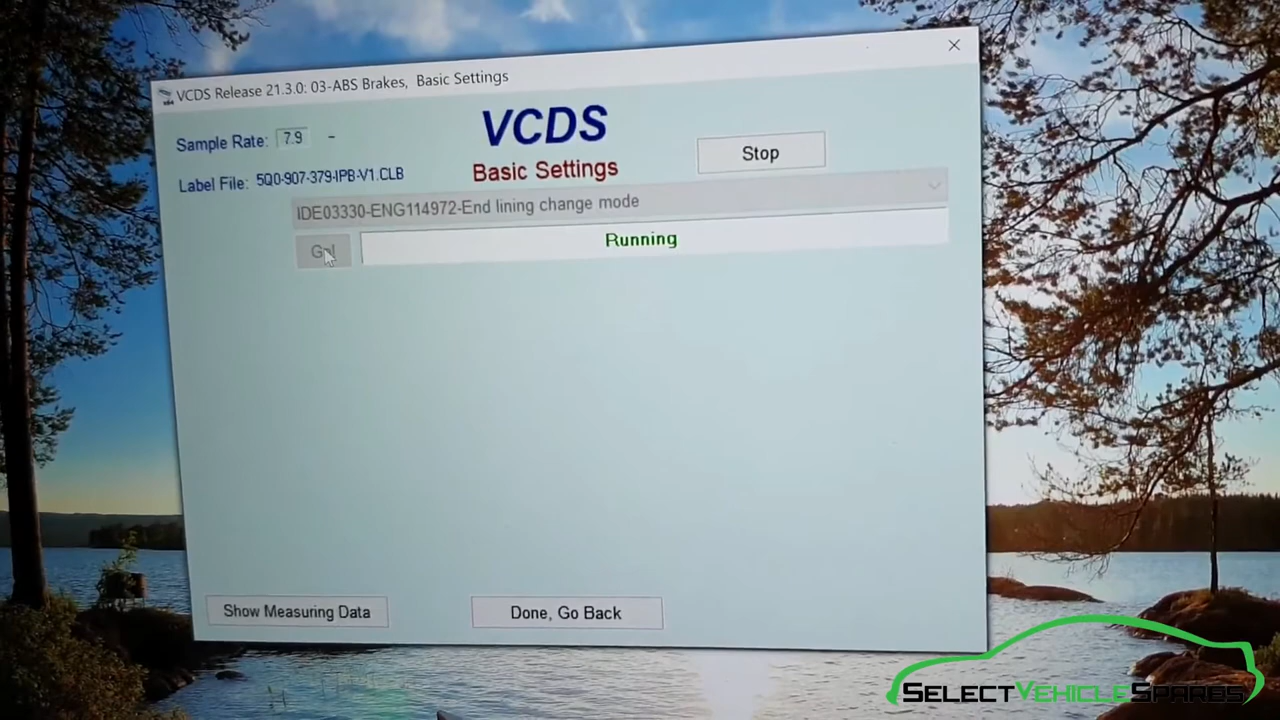 VCDS Release 21.3.0: 03-ABS Brakes, Basic Settings
Sample Rate: 7.9 -
VCDS
Stop
Label File: 5Q0-907-379-IPB-V1.CLB
Basic Settings
IDE03330-ENG114972-End lining change mode
Go!
Running
Show Measuring Data
Done, Go Back
SELECTVEHICLESPARES